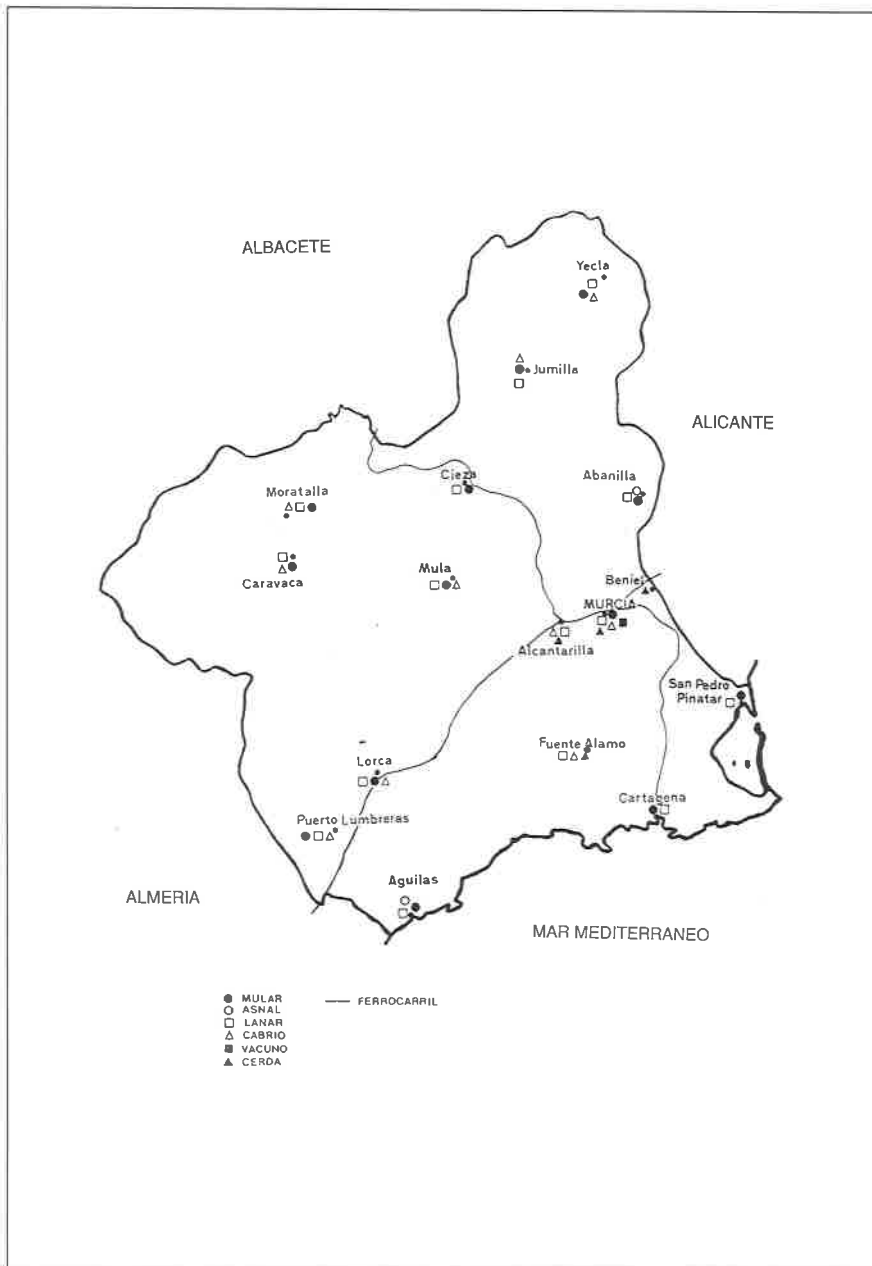 ALBACETE
Yecla
Jumilla
ALICANTE
Cieza
Abanilla
Moratalla
Mula
Caravaca
Beniel
MURCIA
Alcantarilla
San Pedro
Pinatar
Fuente Alamo
Lorca
Cartagena
Puerto Lumbreras
Aguilas
ALMERIA
MAR MEDITERRANEO
MULAR
FERROCARRIL
ASNAL
LANAR
CABRIO
VACUNO
CERDA